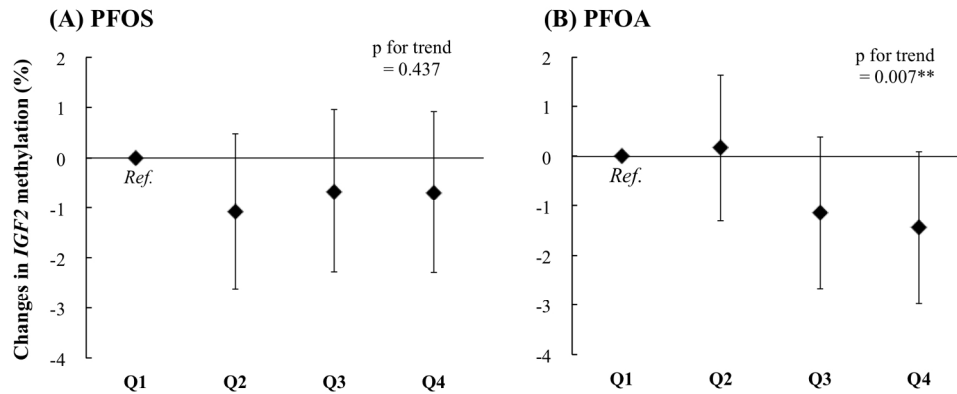 (A) PFOS
p for trend
= 0.437
Changes in IGF2 methylation (%)
2
1
0
-1
-2
-3
-4
Ref.
Q1 Q2 Q3 Q4
(B) PFOA
p for trend
= 0.007**
2
1
0
-1
-2
-3
-4
Ref.
Q1 Q2 Q3 Q4